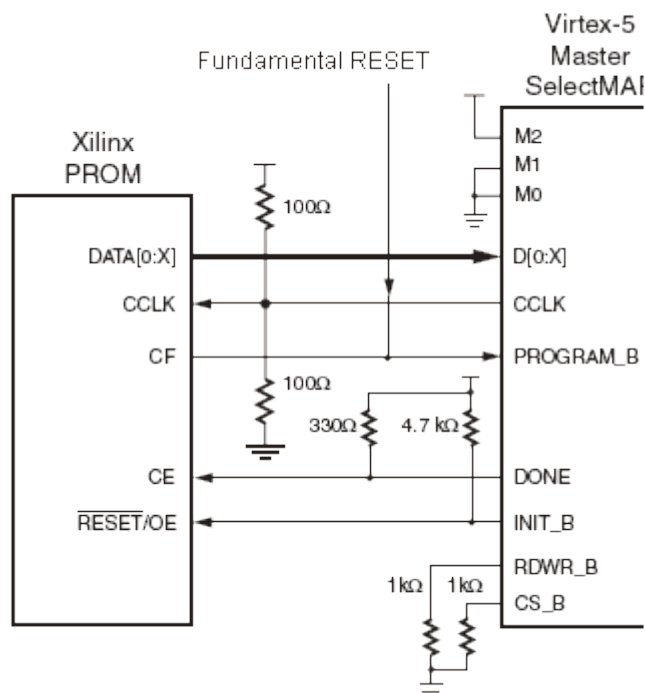 Virtex-5
Master
SelectMAP
Fundamental RESET
Xilinx
PROM
M2
M1
M0
100Ω
DATA[0:X]
D[0:X]
CCLK
CCLK
CF
PROGRAM_B
100Ω
330Ω
4.7 kΩ
CE
DONE
RESET/OE
INIT_B
RDWR_B
1kΩ
1kΩ
CS_B